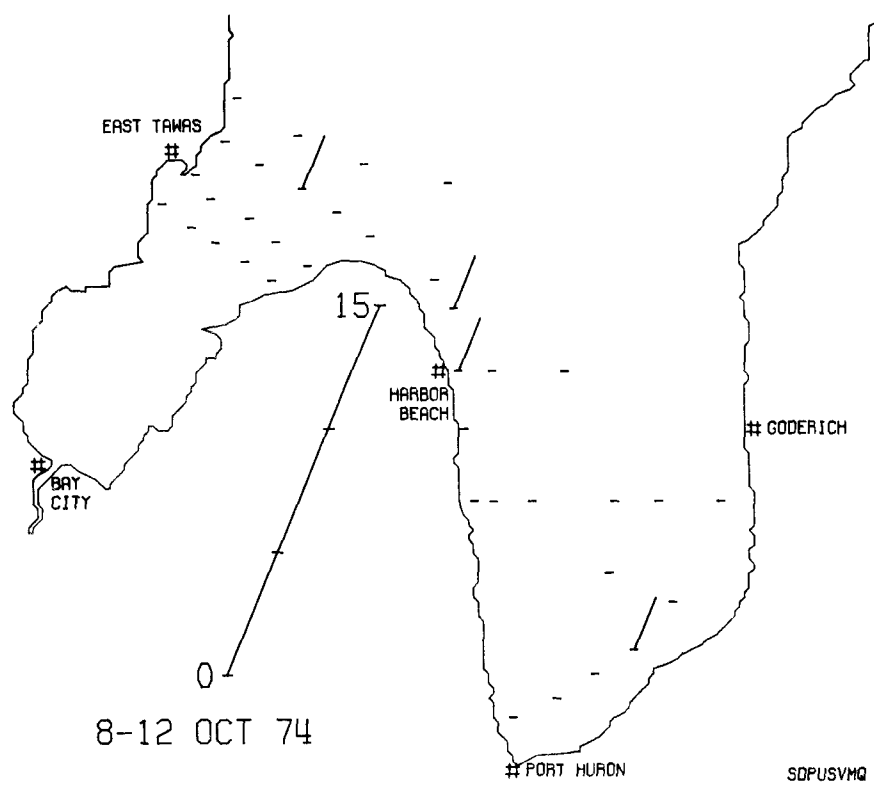 EAST TAWAS
15
HARBOR
BEACH
GODERICH
BAY
CITY
0
8-12 OCT 74
PORT HURON
SDPUSVMQ